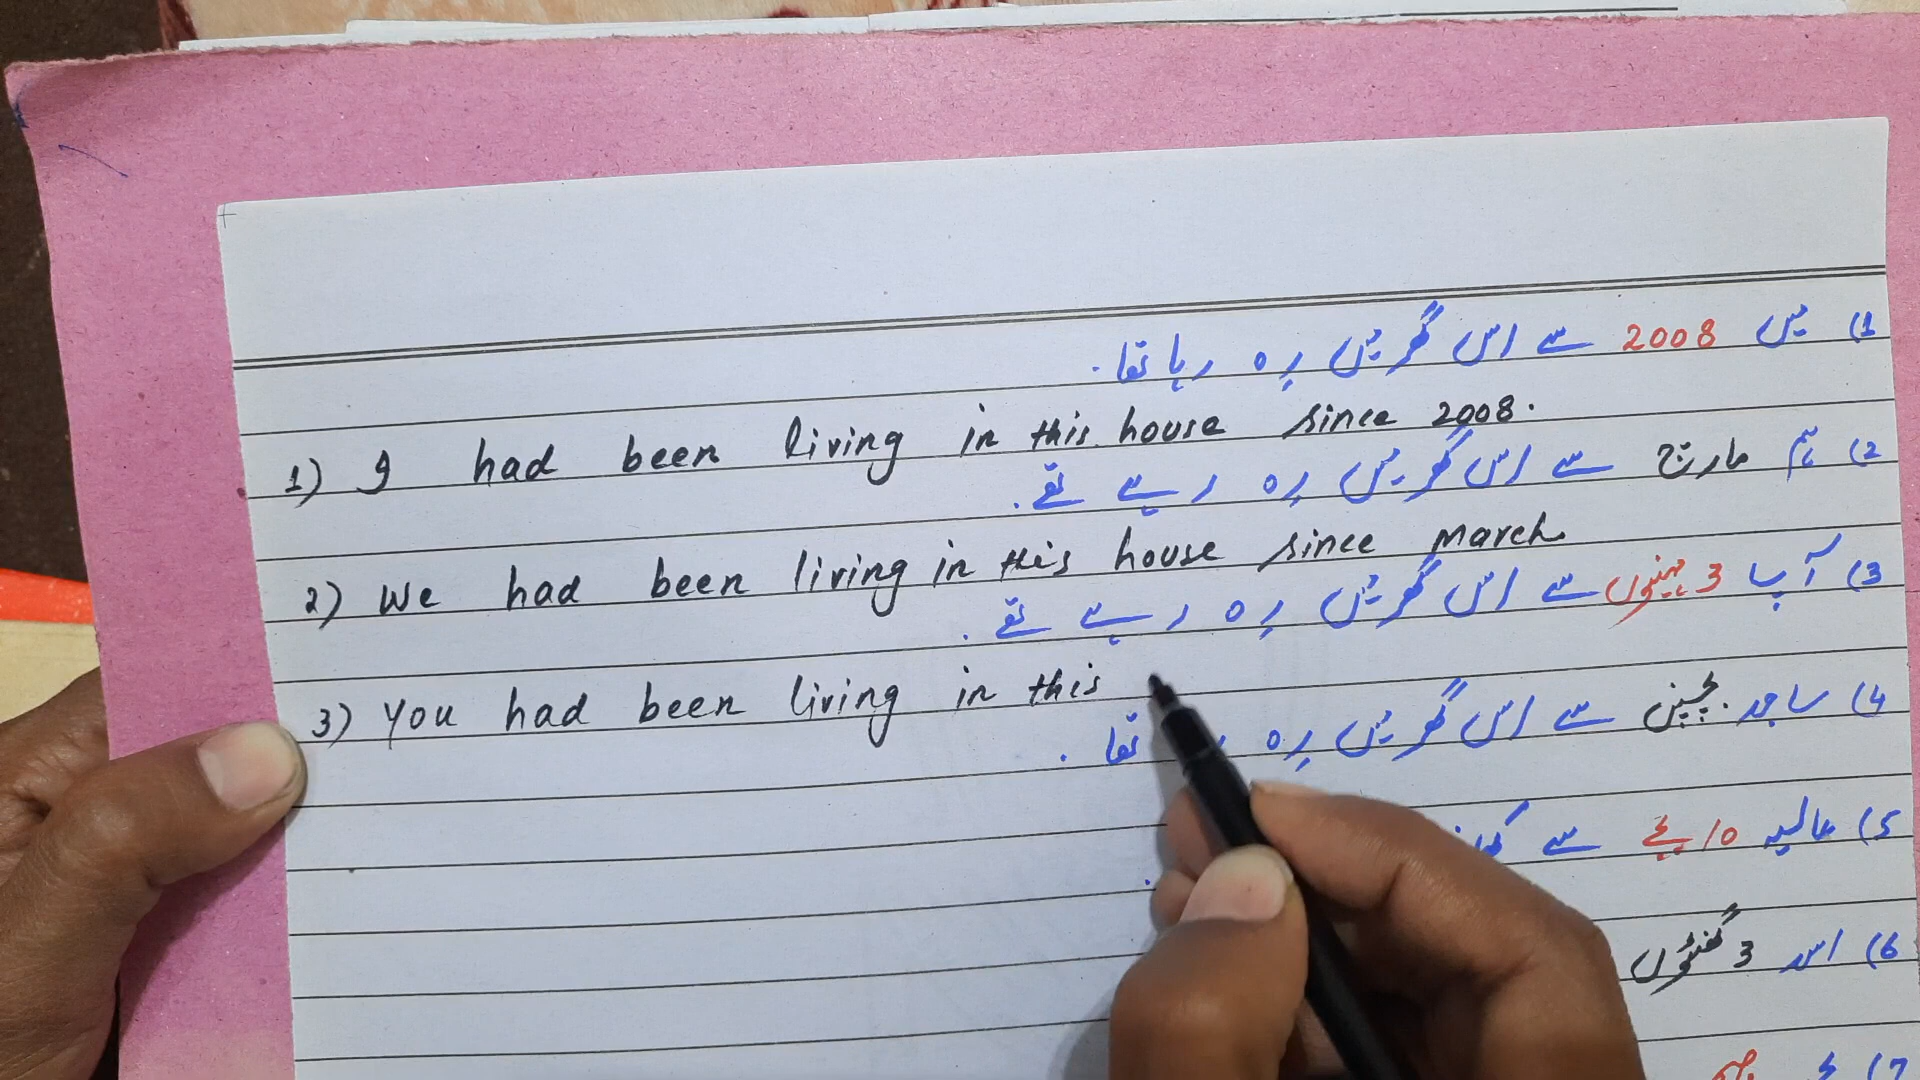 1) میں 2008 سے اس گھر میں رہ رہا تھا.
1) I had been living in this house since 2008.
2) ہم مارچ سے اس گھر میں رہ رہے تھے.
2) We had been living in this house since march.
3) آپ 3 مہینوں سے اس گھر میں رہ رہے تھے.
3) You had been living in this
4) ساجد بچپن سے اس گھر میں رہ تھا.
5) عالیہ 10 بجے سے
6) اسد 3 گھنٹوں
7)